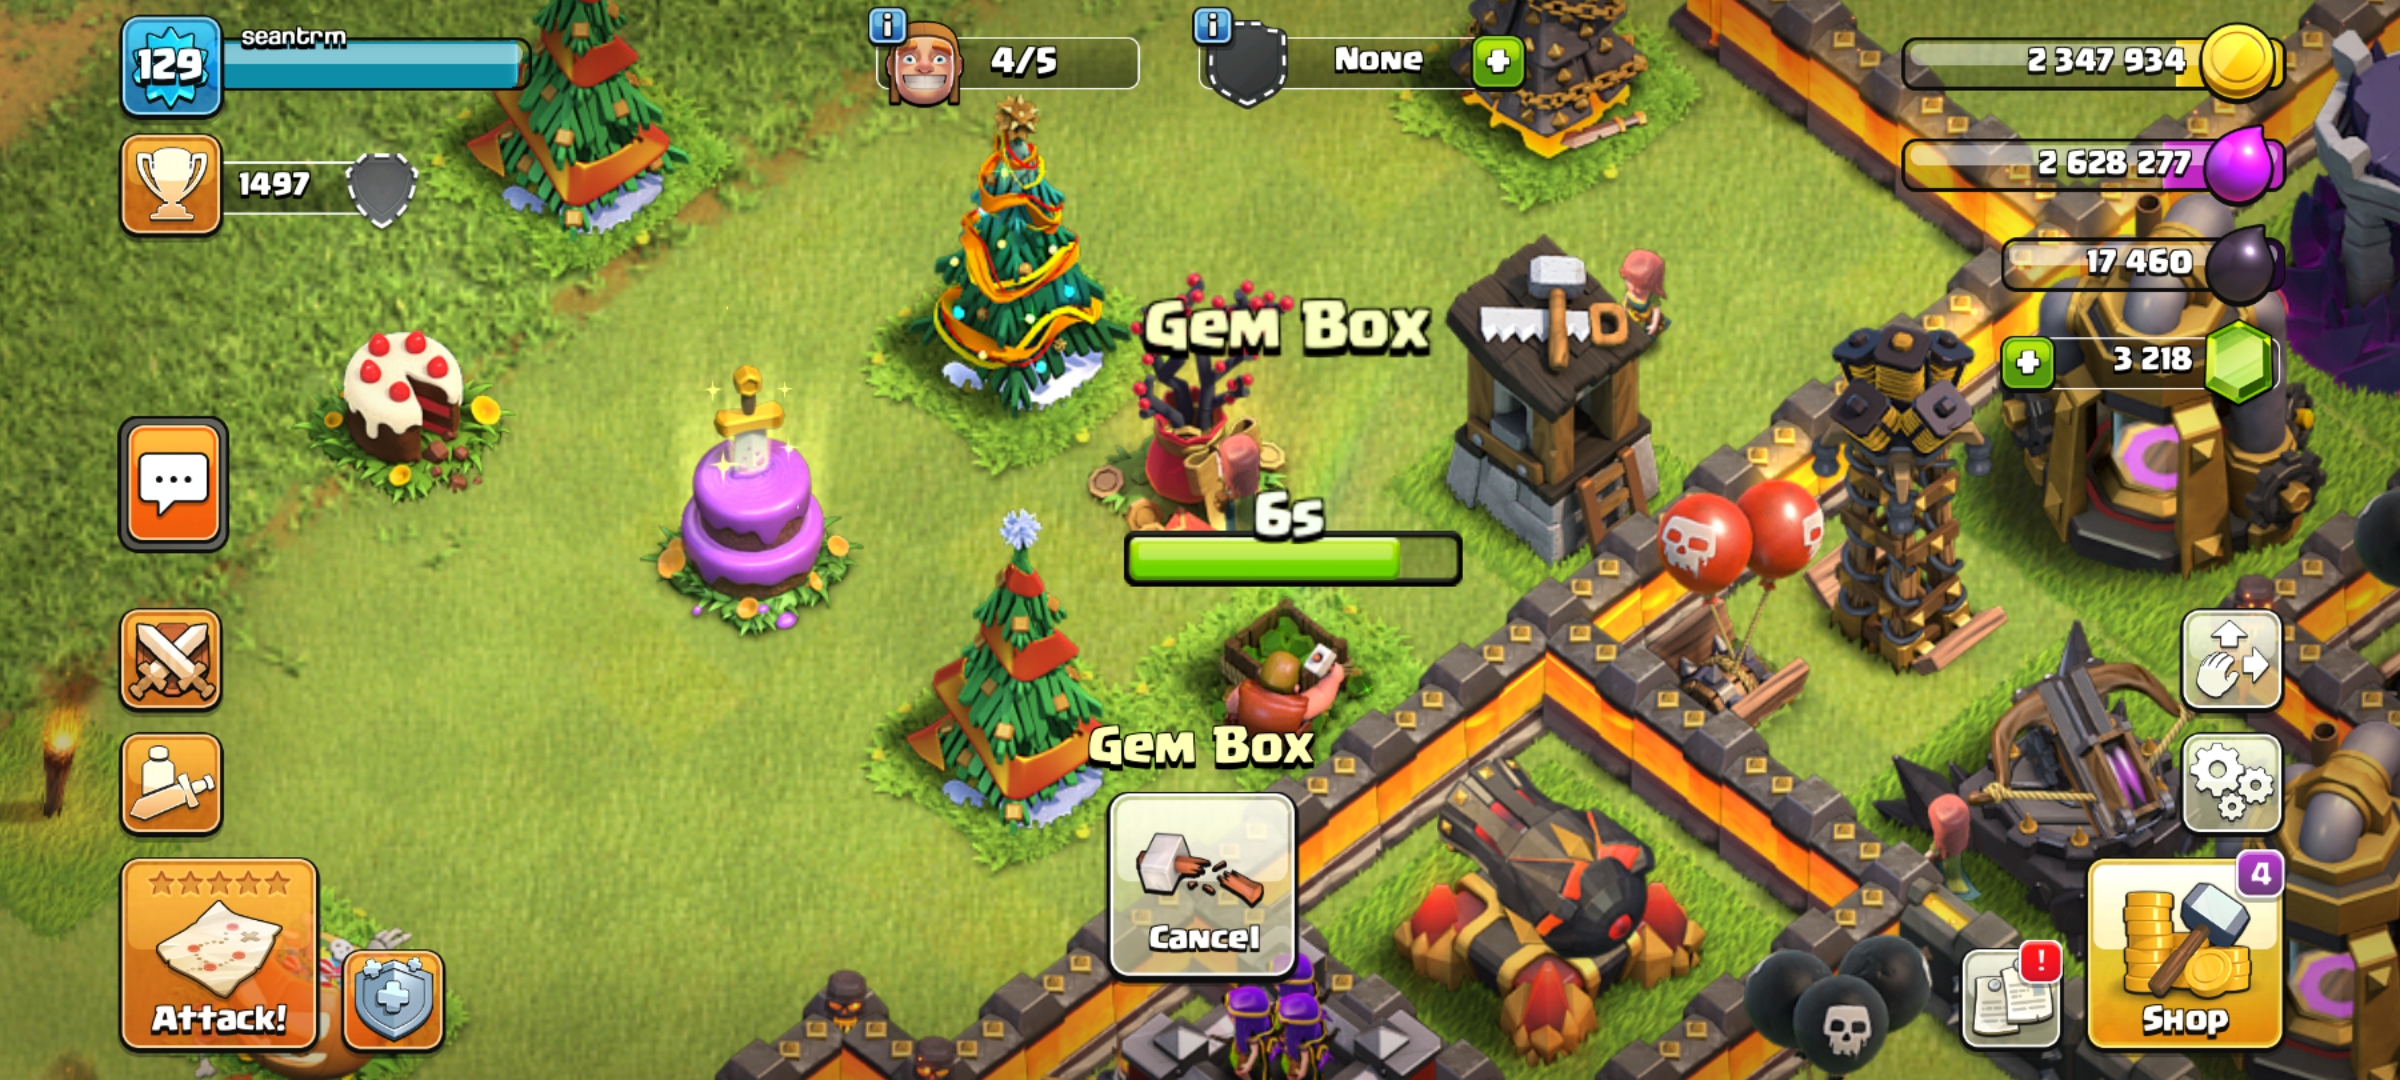 129
seantrm
i
4/5
i
None
2 347 934
1497
2 628 277
17 460
3 218
Gem Box
6s
Gem Box
Cancel
Attack!
4
!
Shop